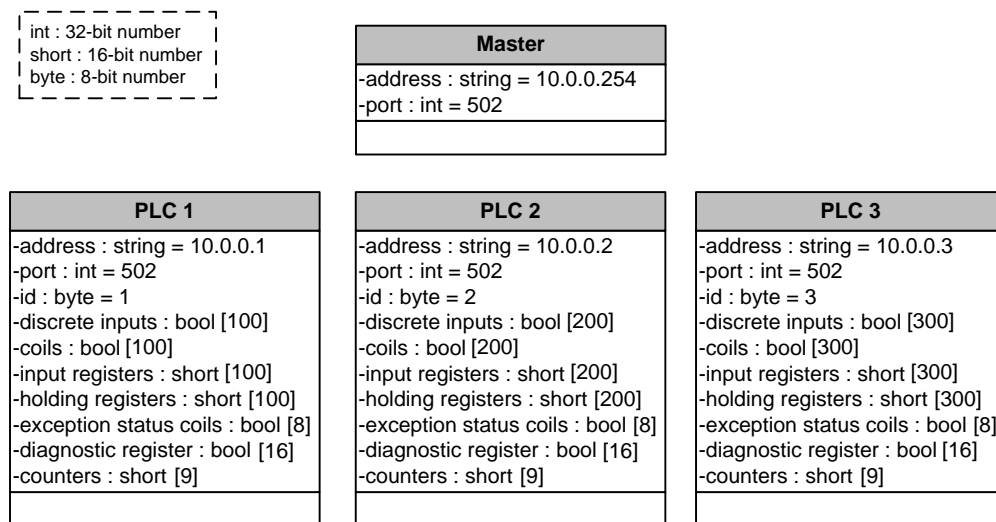 int : 32-bit number
short : 16-bit number
byte : 8-bit number
Master
-address : string = 10.0.0.254
-port : int = 502
PLC 1
-address : string = 10.0.0.1
-port : int = 502
-id : byte = 1
-discrete inputs : bool [100]
-coils : bool [100]
-input registers : short [100]
-holding registers : short [100]
-exception status coils : bool [8]
-diagnostic register : bool [16]
-counters : short [9]
PLC 2
-address : string = 10.0.0.2
-port : int = 502
-id : byte = 2
-discrete inputs : bool [200]
-coils : bool [200]
-input registers : short [200]
-holding registers : short [200]
-exception status coils : bool [8]
-diagnostic register : bool [16]
-counters : short [9]
PLC 3
-address : string = 10.0.0.3
-port : int = 502
-id : byte = 3
-discrete inputs : bool [300]
-coils : bool [300]
-input registers : short [300]
-holding registers : short [300]
-exception status coils : bool [8]
-diagnostic register : bool [16]
-counters : short [9]